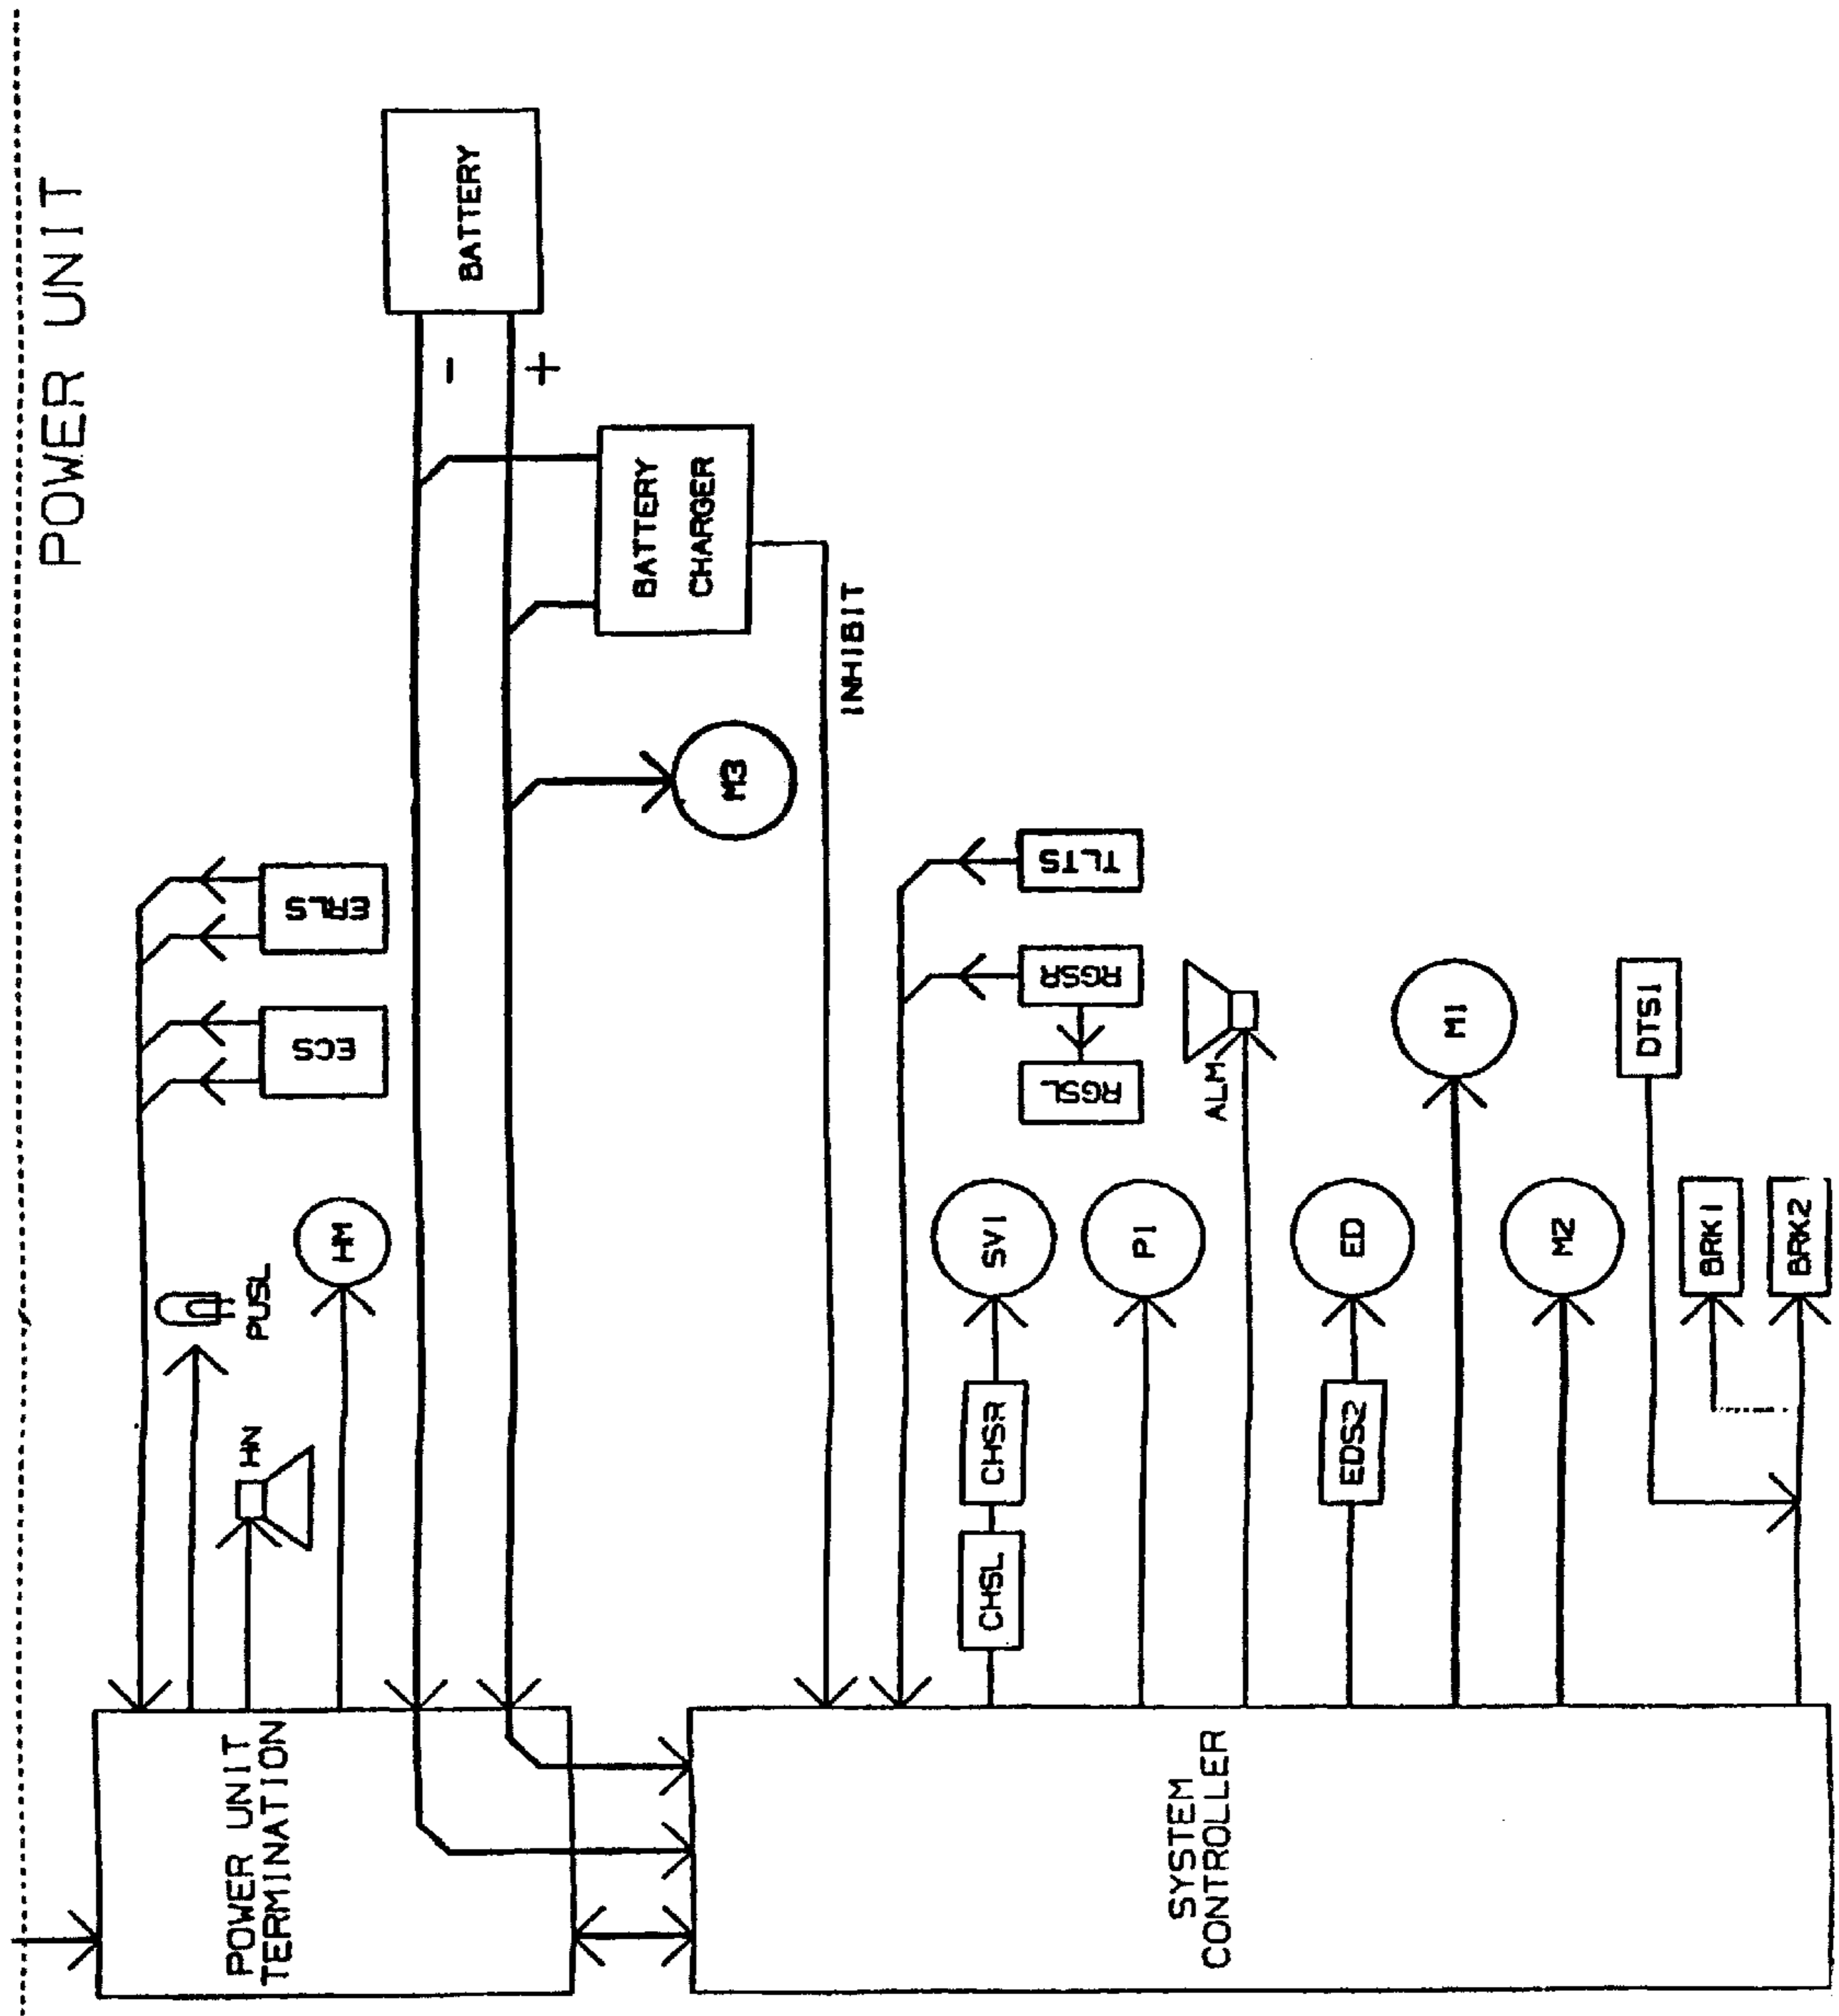 POWER UNIT
BATTERY
-
+
BATTERY
CHARGER
INHIBIT
M3
ERLS
ECS
HM
PUSL
HN
TLTS
RGSR
RGSL
ALM
SV1
CHSR
CHSL
P1
ED
EDS2
M1
M2
DTS1
BRK1
BRK2
POWER UNIT
TERMINATION
SYSTEM
CONTROLLER